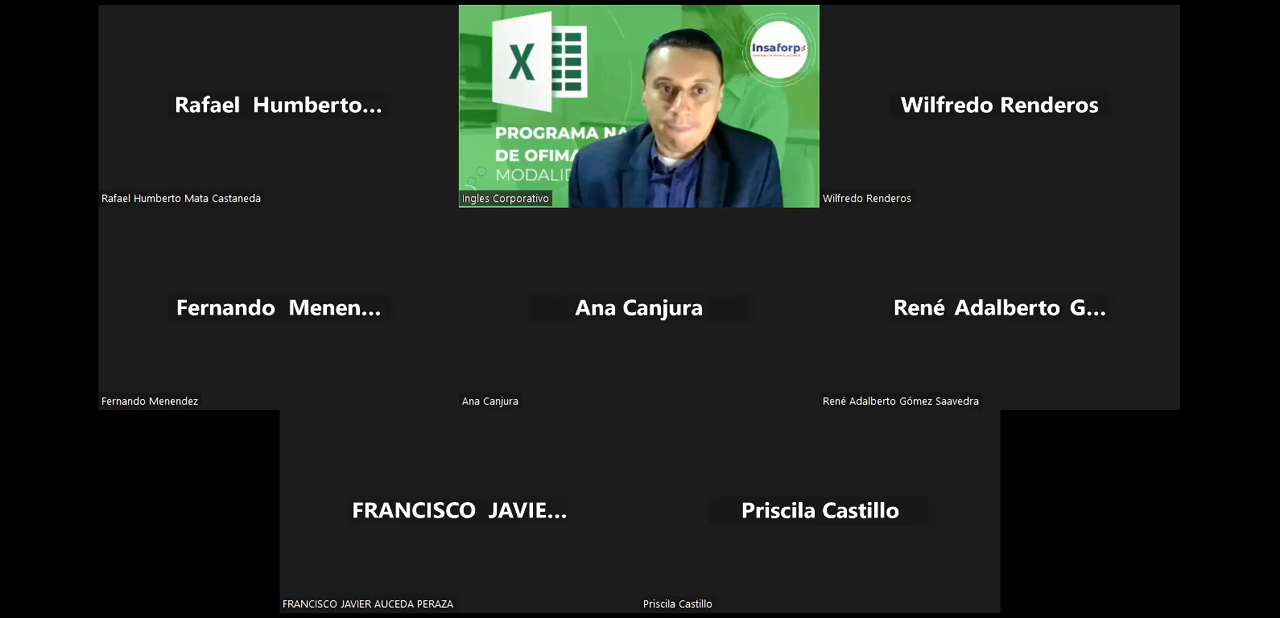 Rafael Humberto...
Rafael Humberto Mata Castaneda
X
Insaforp
PROGRAMA NA
DE OFIMA
MODALID
Ingles Corporativo
Wilfredo Renderos
Wilfredo Renderos
Fernando Menen...
Fernando Menendez
Ana Canjura
Ana Canjura
René Adalberto G...
René Adalberto Gómez Saavedra
FRANCISCO JAVIE...
FRANCISCO JAVIER AUCEDA PERAZA
Priscila Castillo
Priscila Castillo